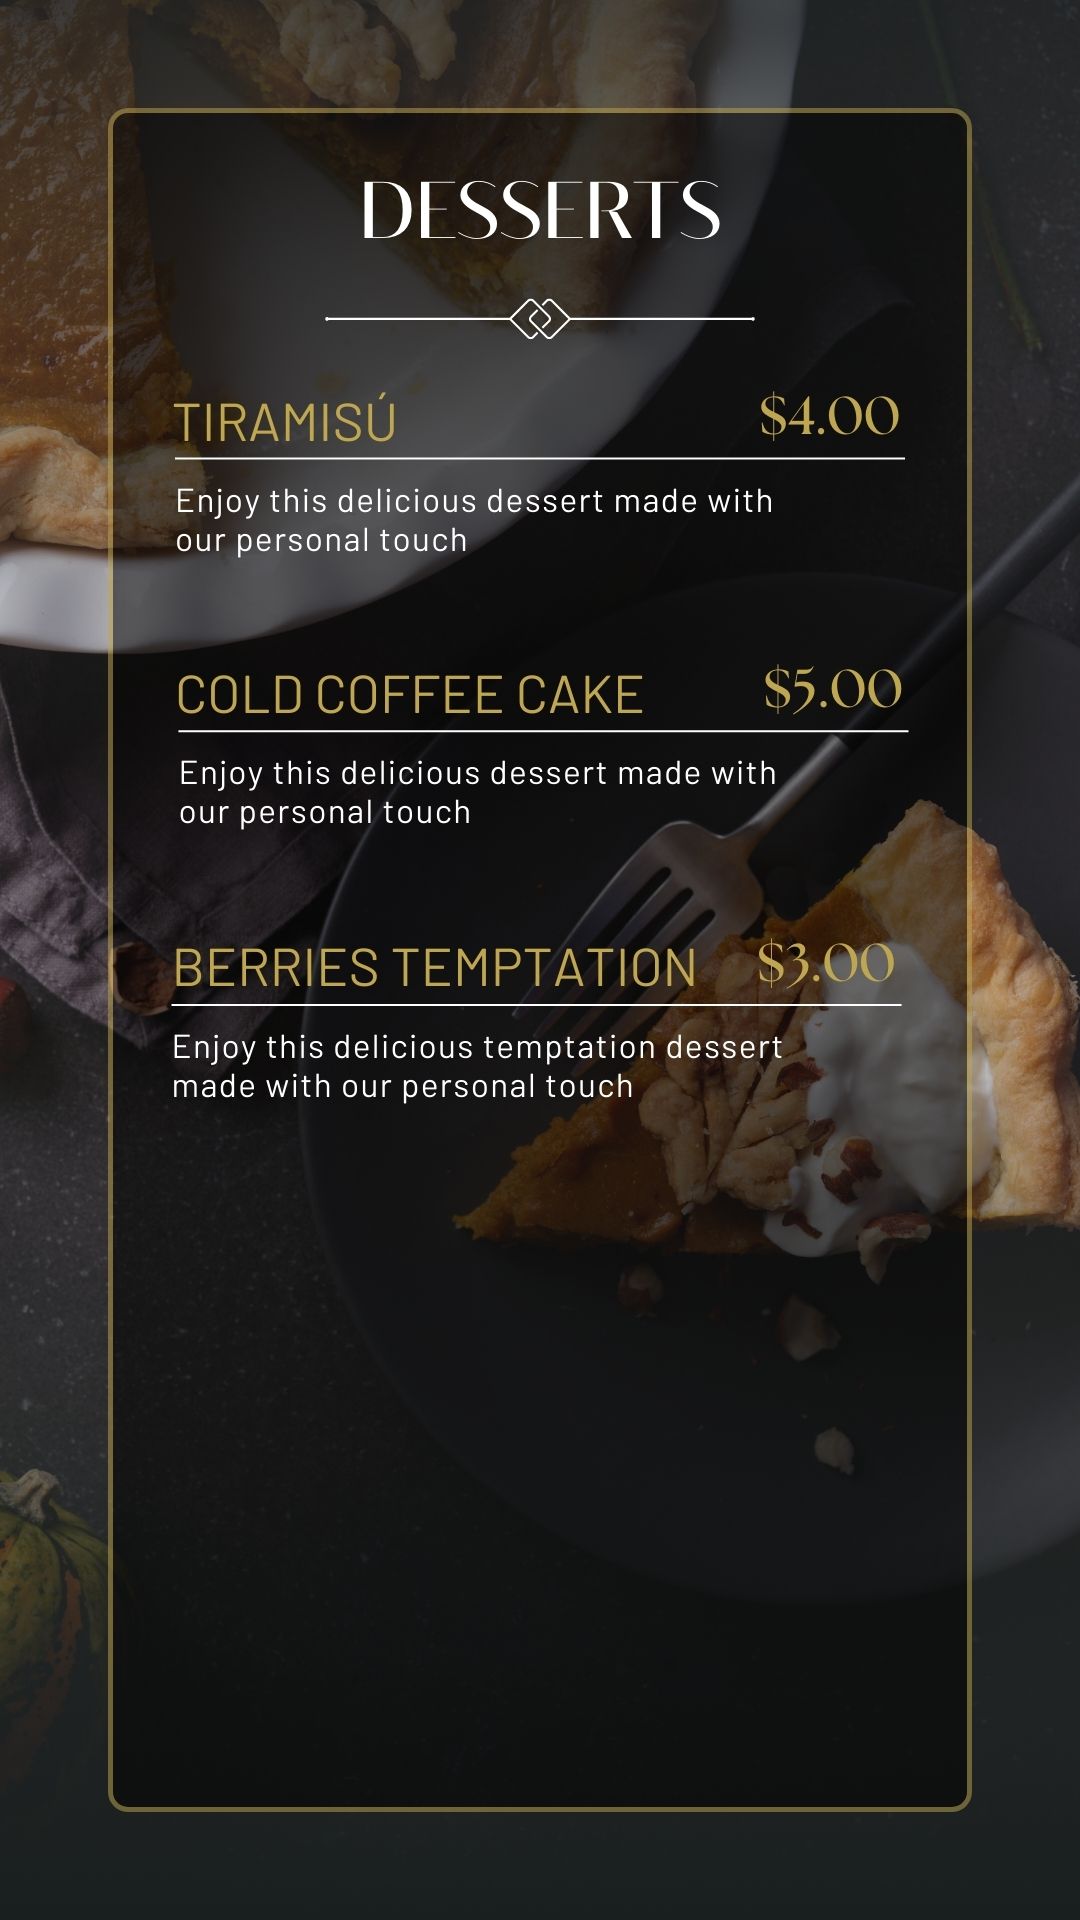 DESSERTS
TIRAMISÚ $4.00
Enjoy this delicious dessert made with
our personal touch
COLD COFFEE CAKE $5.00
Enjoy this delicious dessert made with
our personal touch
BERRIES TEMPTATION $3.00
Enjoy this delicious temptation dessert
made with our personal touch